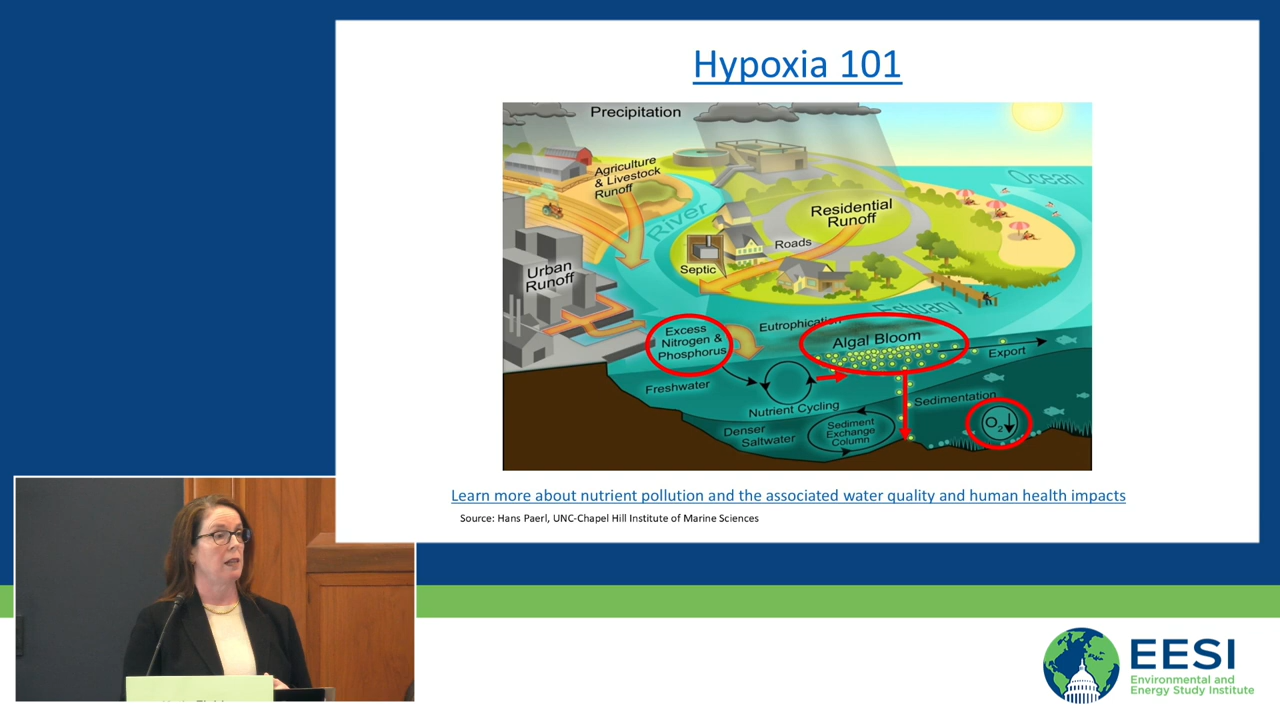 Hypoxia 101
Precipitation
Agriculture
& Livestock
Runoff
River
Ocean
Residential
Runoff
Roads
Septic
Urban
Runoff
Estuary
Excess
Nitrogen &
Phosphorus
Eutrophication
Algal Bloom
Export
Freshwater
Nutrient Cycling
Sedimentation
Denser
Saltwater
Sediment
Exchange
Column
O2
Learn more about nutrient pollution and the associated water quality and human health impacts
Source: Hans Paerl, UNC-Chapel Hill Institute of Marine Sciences
EESI
Environmental and
Energy Study Institute